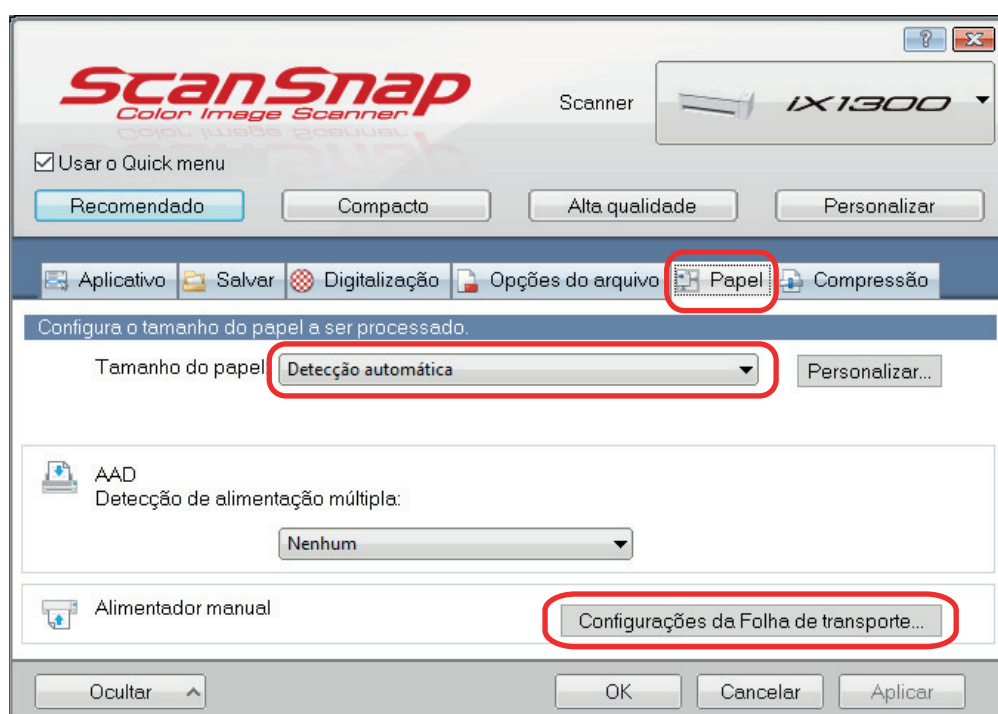 ScanSnap
Color Image Scanner
Scanner
iX1300
Usar o Quick menu
Recomendado
Compacto
Alta qualidade
Personalizar
Aplicativo
Salvar
Digitalização
Opções do arquivo
Papel
Compressão
Configura o tamanho do papel a ser processado.
Tamanho do papel:
Detecção automática
Personalizar...
AAD
Detecção de alimentação múltipla:
Nenhum
Alimentador manual
Configurações da Folha de transporte...
Ocultar
OK
Cancelar
Aplicar